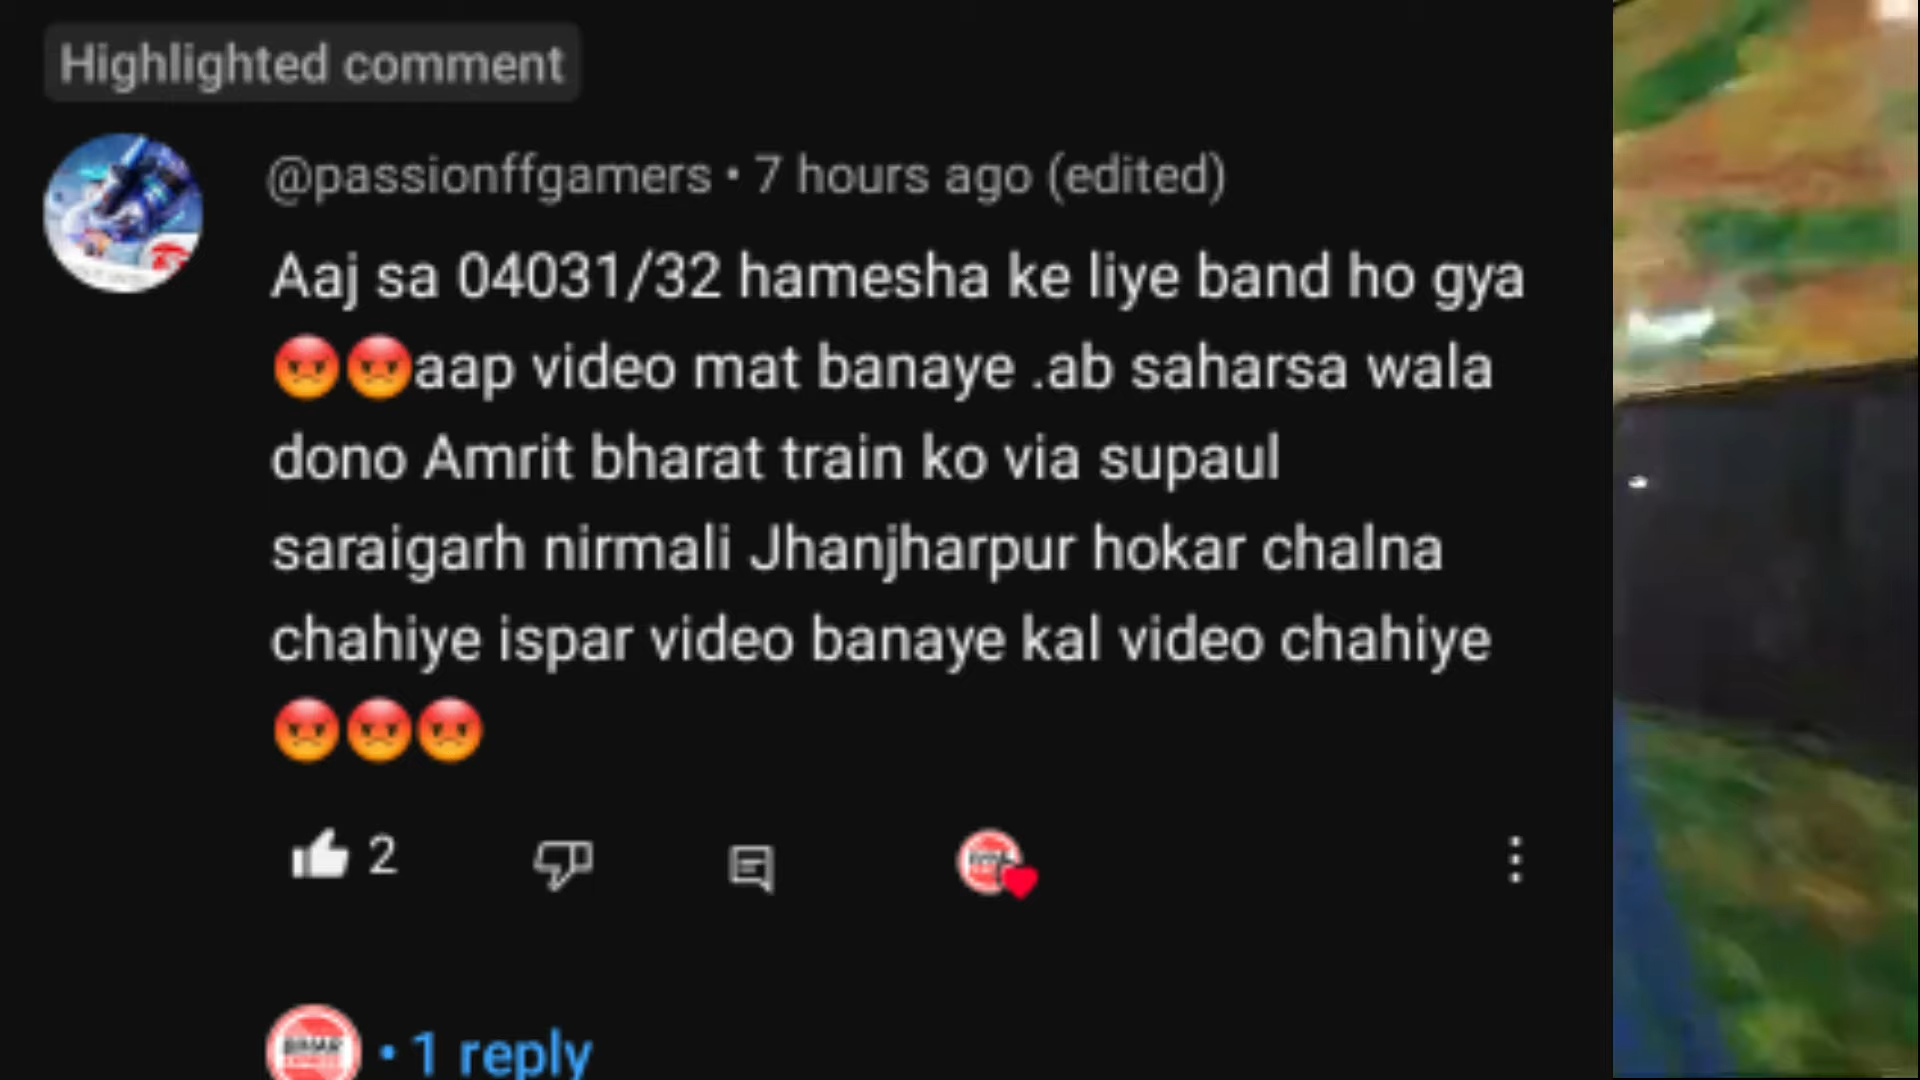 Highlighted comment
@passionffgamers • 7 hours ago (edited)
Aaj sa 04031/32 hamesha ke liye band ho gya
😡😡aap video mat banaye .ab saharsa wala
dono Amrit bharat train ko via supaul
saraigarh nirmali Jhanjharpur hokar chalna
chahiye ispar video banaye kal video chahiye
😡😡😡
2
• 1 reply